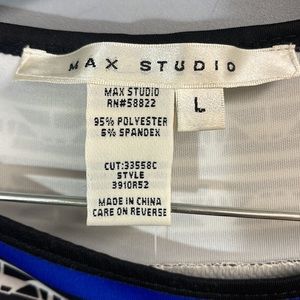 MAX STUDIO
MAX STUDIO
RN#58822
L
95% POLYESTER
6% SPANDEX
CUT:33558C
STYLE
3910R52
MADE IN CHINA
CARE ON REVERSE